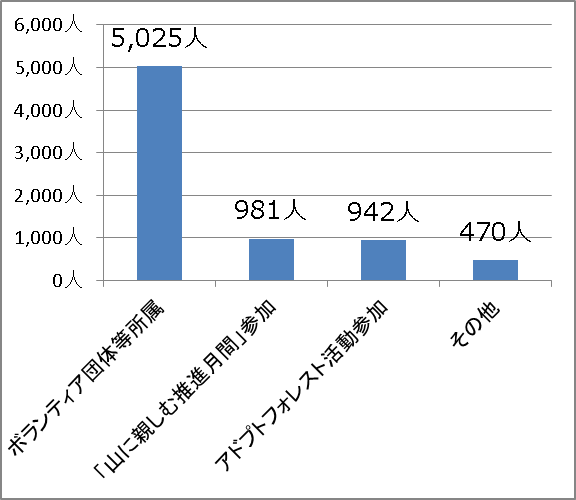 6,000人
5,000人
4,000人
3,000人
2,000人
1,000人
0人
5,025人
981人
942人
470人
ボランティア団体等所属
「山に親しむ推進月間」参加
アドプトフォレスト活動参加
その他